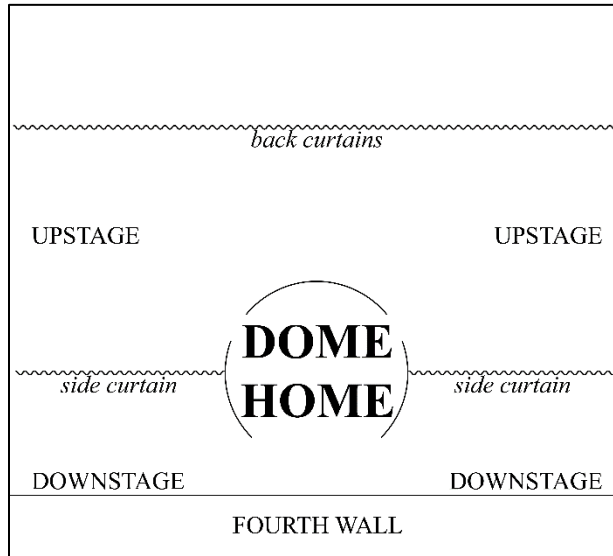 back curtains
UPSTAGE UPSTAGE
DOME
HOME
side curtain side curtain
DOWNSTAGE DOWNSTAGE
FOURTH WALL